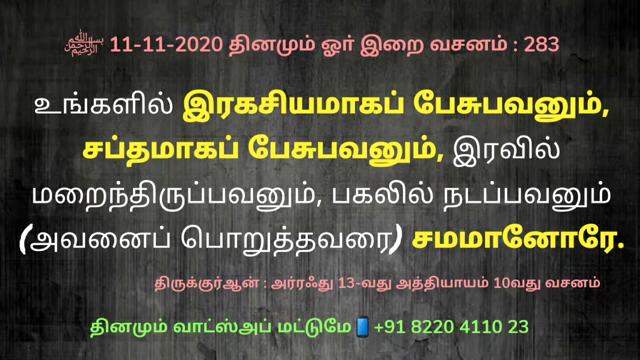 ﷽ 11-11-2020 தினமும் ஓர் இறை வசனம் : 283
உங்களில் இரகசியமாகப் பேசுபவனும்,
சப்தமாகப் பேசுபவனும், இரவில்
மறைந்திருப்பவனும், பகலில் நடப்பவனும்
(அவனைப் பொறுத்தவரை) சமமானோரே.
திருக்குர்ஆன் : அர்ரஃது 13-வது அத்தியாயம் 10வது வசனம்
தினமும் வாட்ஸ்அப் மட்டுமே📱+91 8220 4110 23